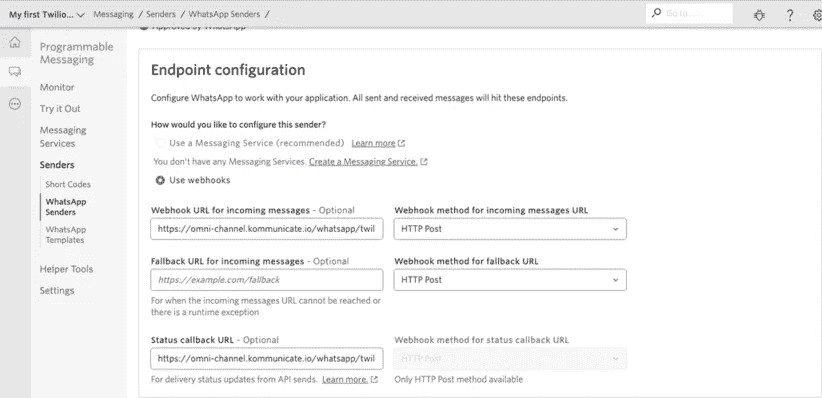 My first Twilio... Messaging / Senders / WhatsApp Senders / Go to...
Approved by WhatsApp
Programmable
Messaging
Monitor
Try it Out
Messaging
Services
Senders
Short Codes
WhatsApp
Senders
WhatsApp
Templates
Helper Tools
Settings
Endpoint configuration
Configure WhatsApp to work with your application. All sent and received messages will hit these endpoints.
How would you like to configure this sender?
Use a Messaging Service (recommended) Learn more
You don't have any Messaging Services. Create a Messaging Service.
Use webhooks
Webhook URL for incoming messages - Optional Webhook method for incoming messages URL
https://omni-channel.kommunicate.io/whatsapp/twil HTTP Post
Fallback URL for incoming messages - Optional Webhook method for fallback URL
https://example.com/fallback HTTP Post
For when the incoming messages URL cannot be reached or
there is a runtime exception
Status callback URL - Optional Webhook method for status callback URL
https://omni-channel.kommunicate.io/whatsapp/twil HTTP Post
For delivery status updates from API sends. Learn more. Only HTTP Post method available